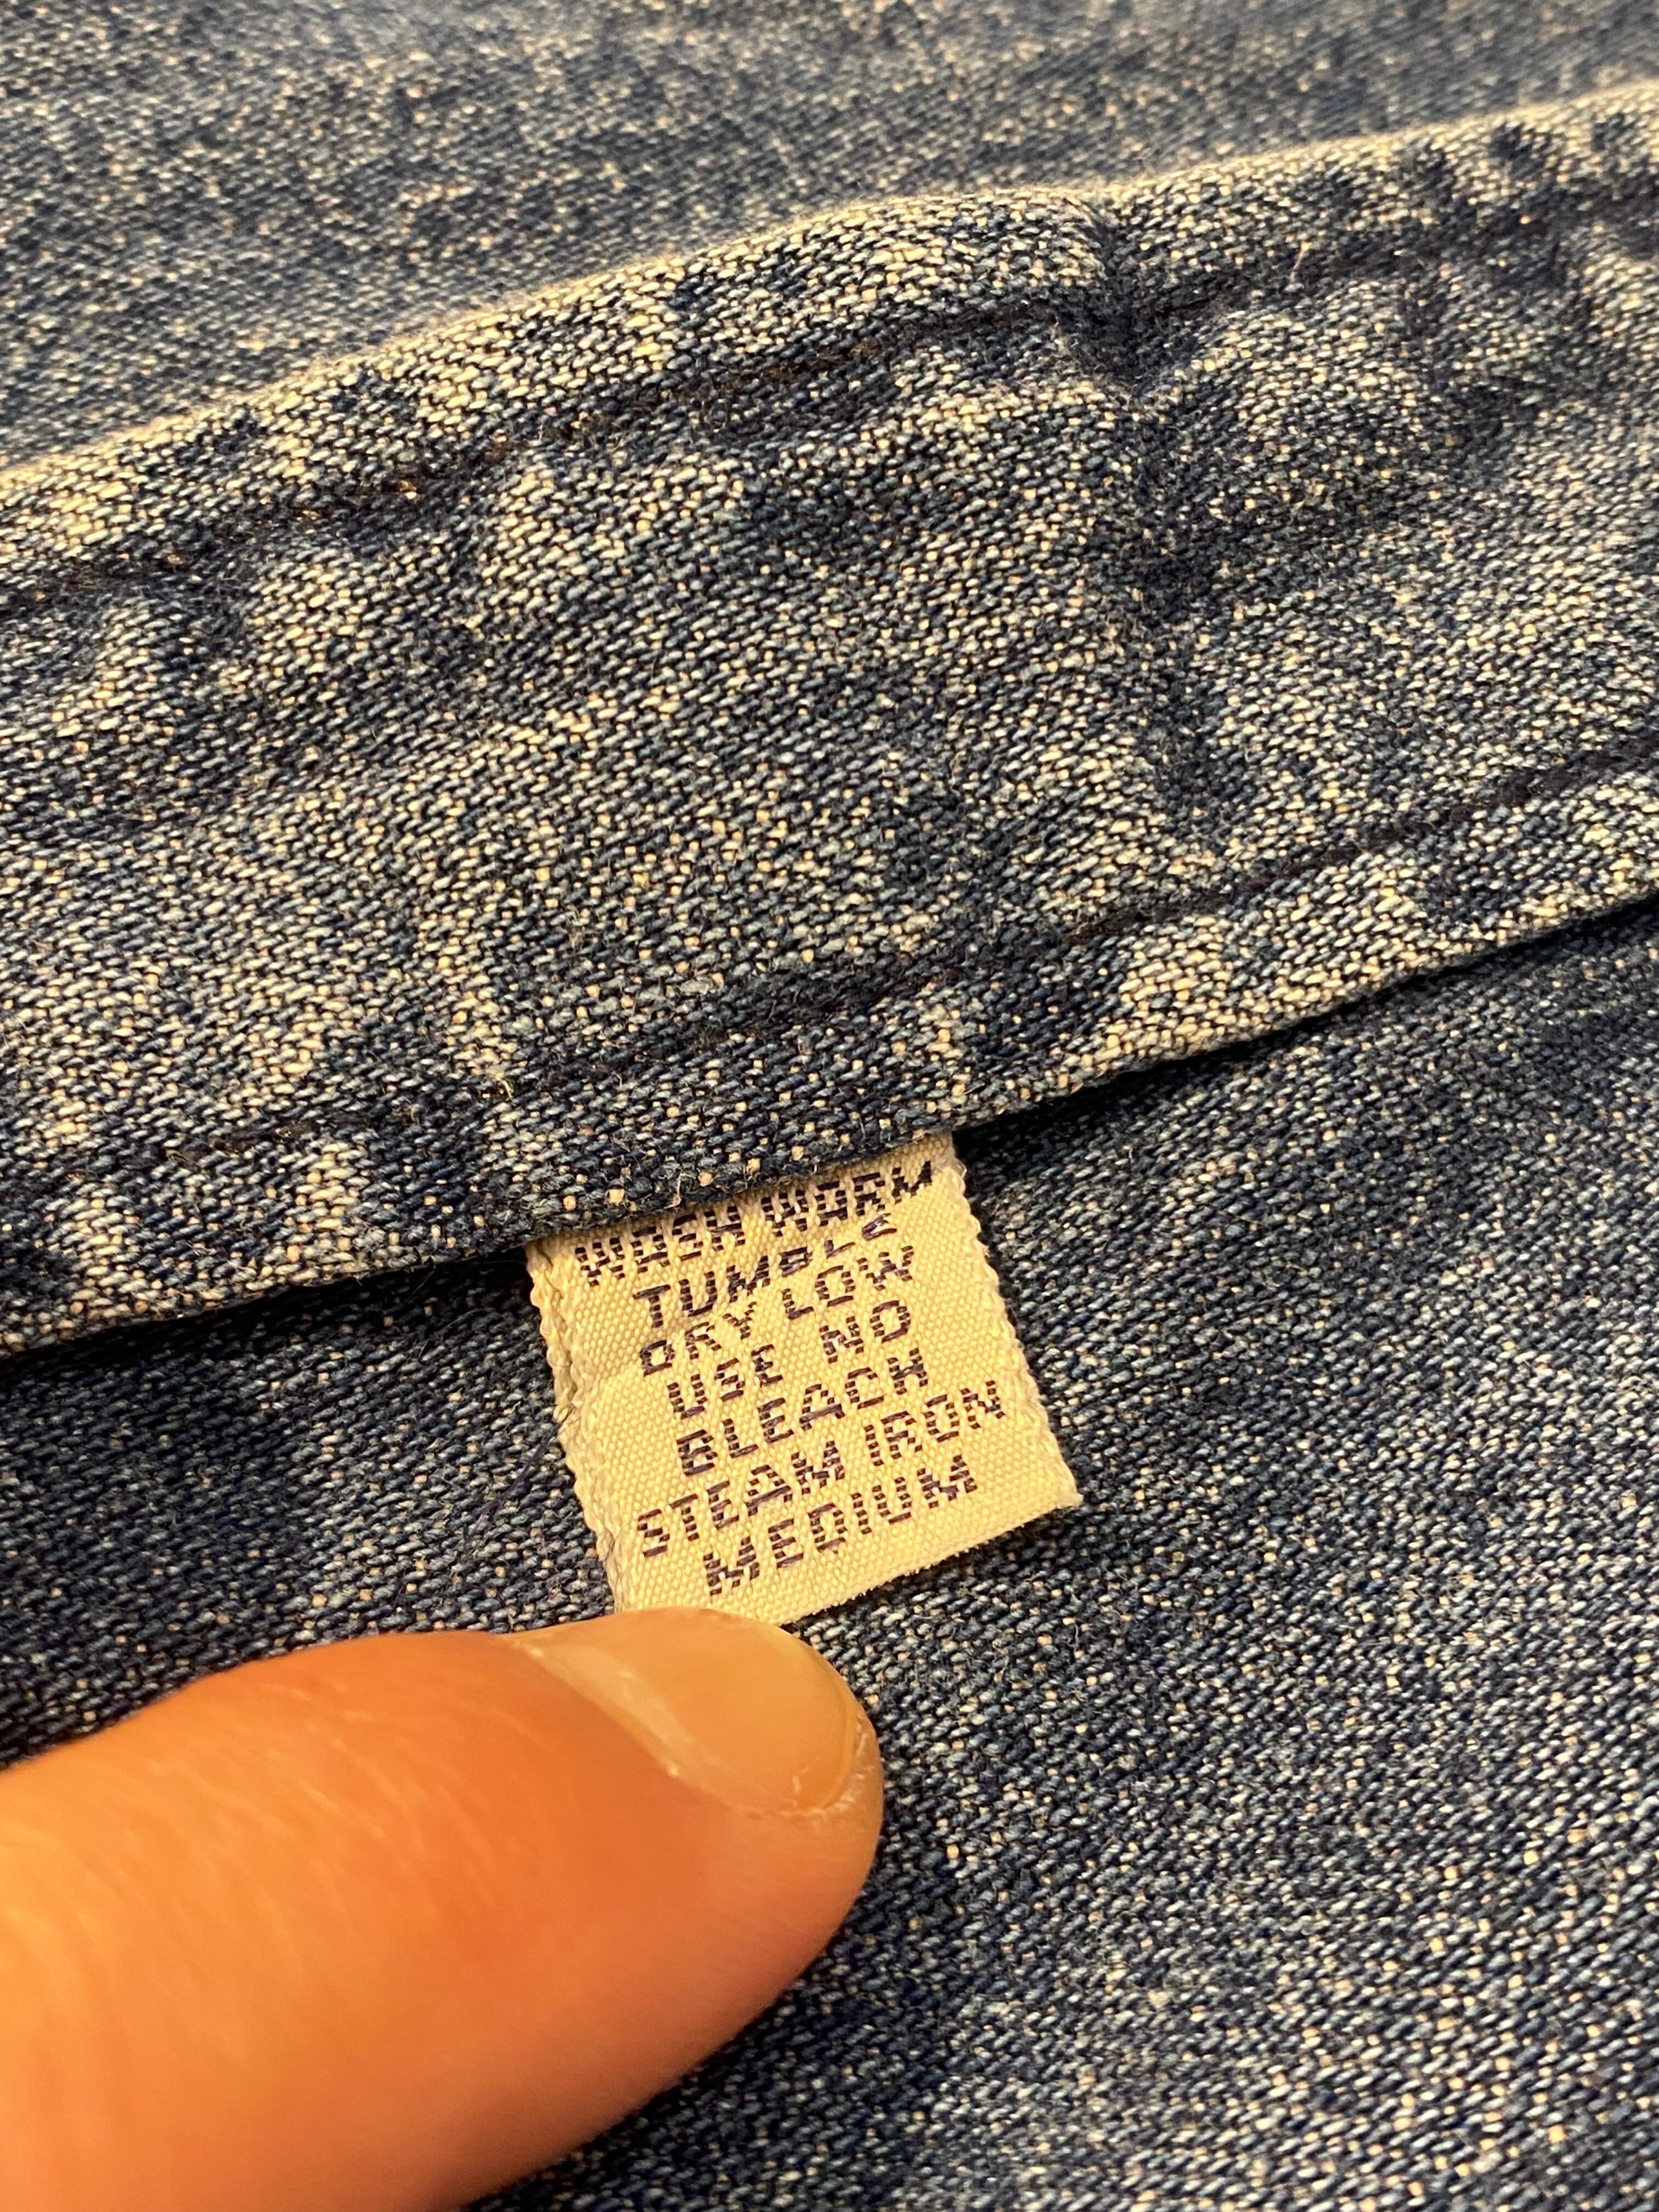 WASH WARM
TUMBLE
DRY LOW
USE NO
BLEACH
STEAM IRON
MEDIUM